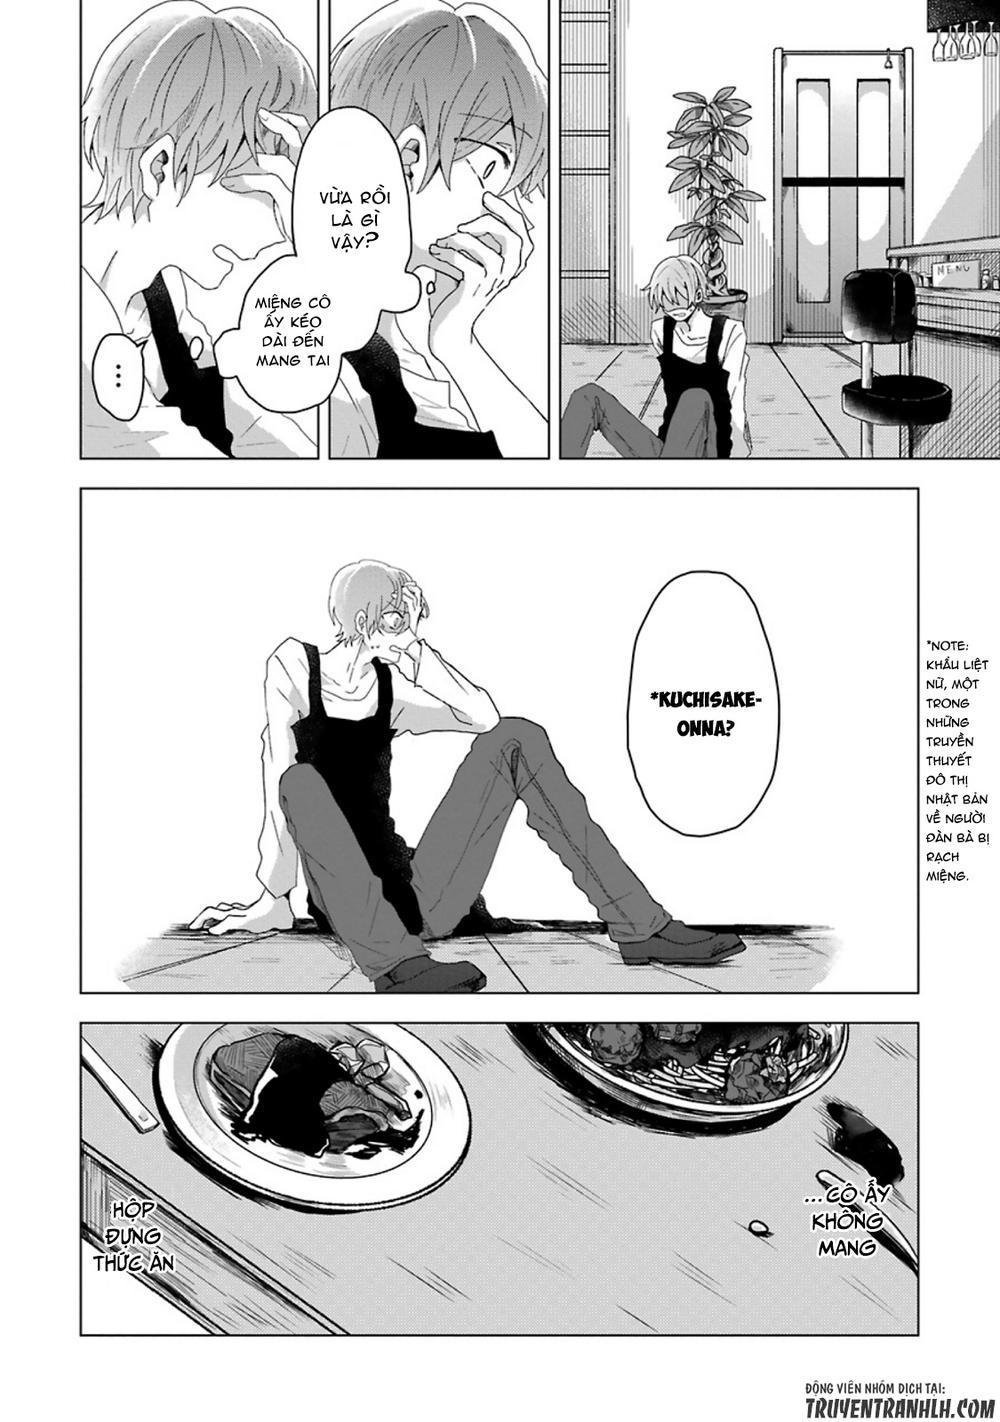 MENU
VỪA RỒI
LÀ GÌ
VẬY?
MIỆNG CÔ
ẤY KÉO
DÀI ĐẾN
MANG TAI
...
*KUCHISAKE-
ONNA?
*NOTE:
KHẨU LIỆT
NỮ, MỘT
TRONG
NHỮNG
TRUYỀN
THUYẾT
ĐÔ THỊ
NHẬT BẢN
VỀ NGƯỜI
ĐÀN BÀ BỊ
RẠCH
MIỆNG.
...CÔ ẤY
KHÔNG
MANG
HỘP
ĐỰNG
THỨC ĂN
ĐỘNG VIÊN NHÓM DỊCH TẠI:
TRUYENTRANHLH.COM